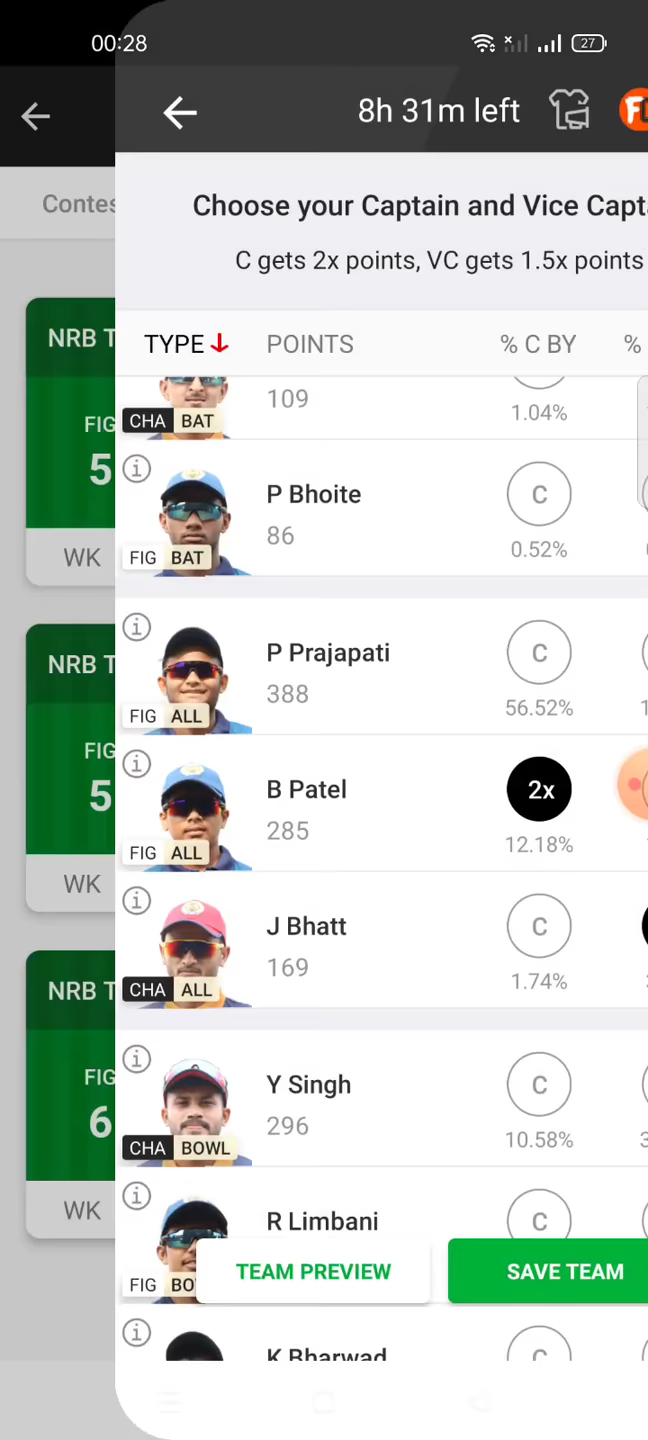 00:28
27
8h 31m left
Contes
Choose your Captain and Vice Capt
C gets 2x points, VC gets 1.5x points
TYPE POINTS % C BY %
109
1.04%
CHA BAT
P Bhoite
86
C
0.52%
FIG BAT
P Prajapati
388
C
56.52%
FIG ALL
B Patel
285
2x
12.18%
FIG ALL
J Bhatt
169
C
1.74%
CHA ALL
Y Singh
296
C
10.58%
CHA BOWL
R Limbani
C
FIG BO
TEAM PREVIEW
SAVE TEAM
K Bharwad
C
NRB T
FIG
5
WK
NRB T
FIG
5
WK
NRB T
FIG
6
WK